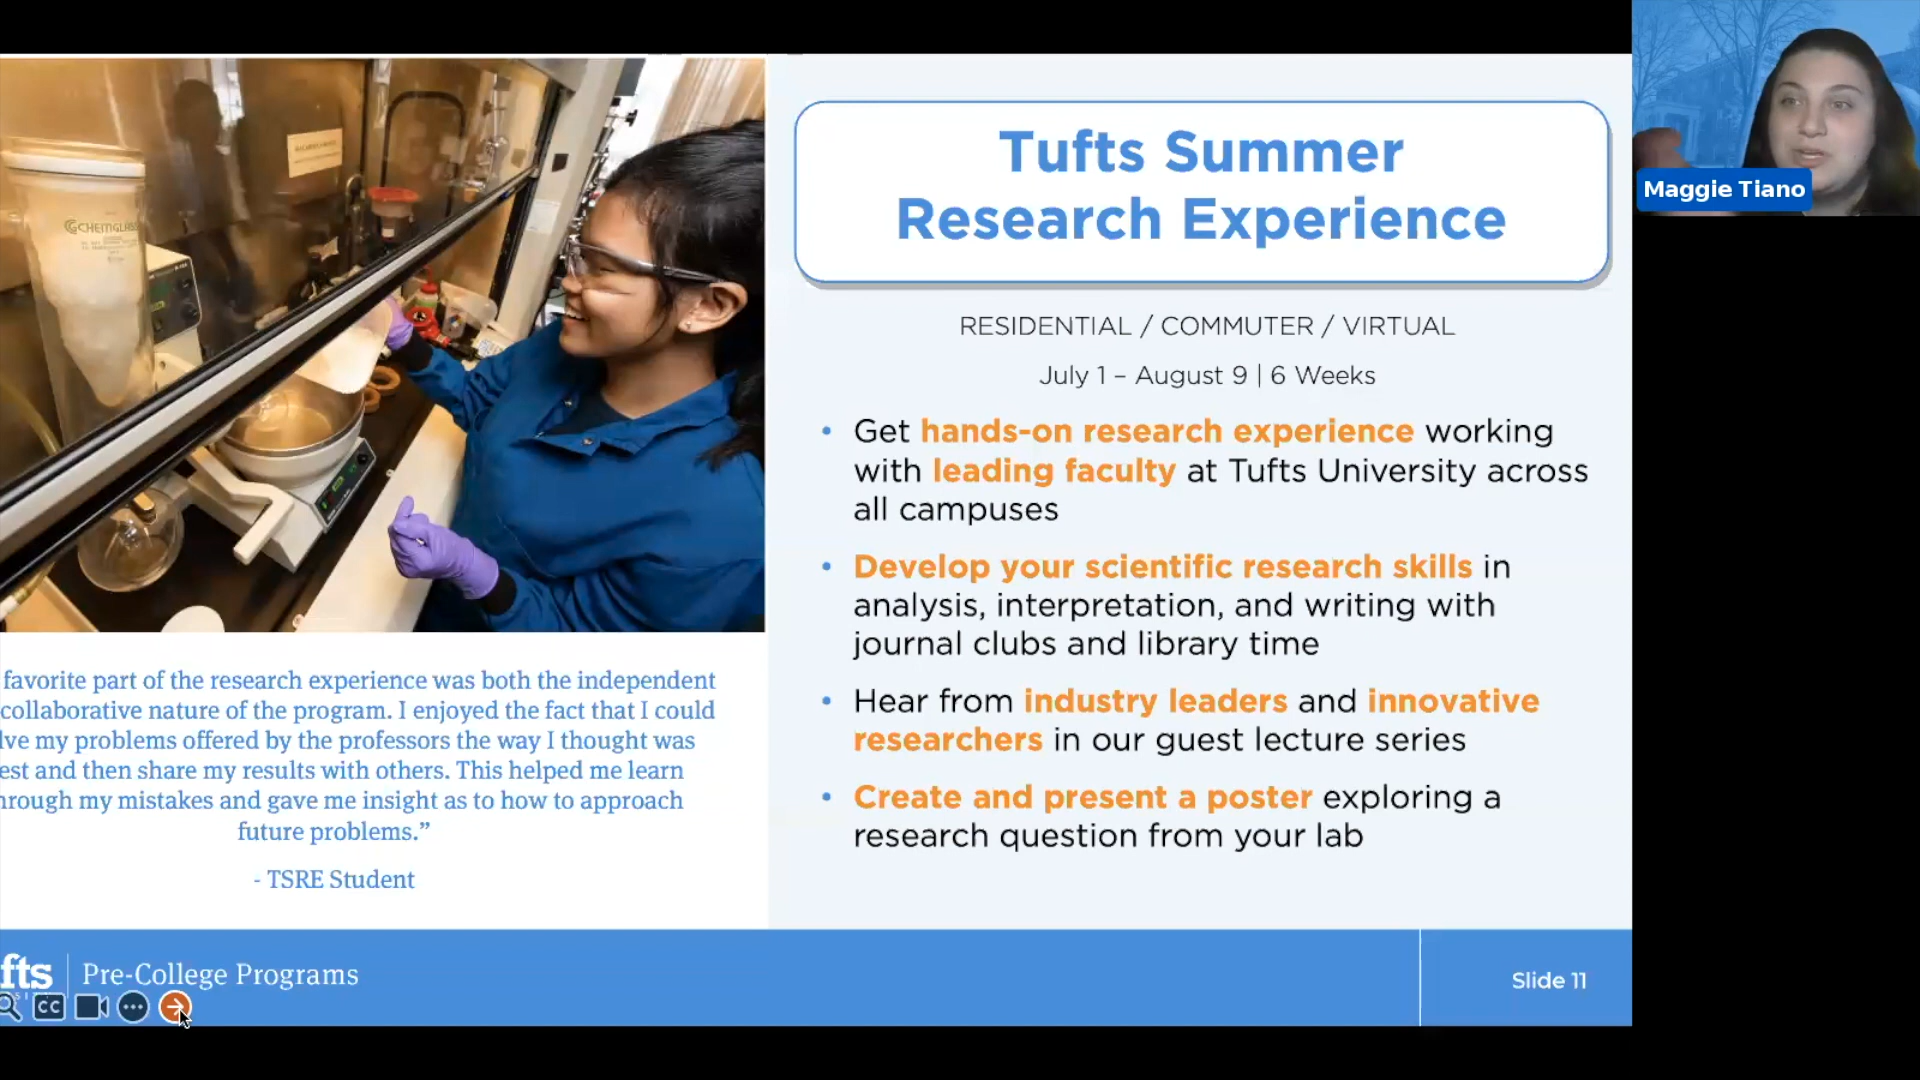 Tufts Summer
Research Experience
RESIDENTIAL / COMMUTER / VIRTUAL
July 1 – August 9 | 6 Weeks
• Get hands-on research experience working
with leading faculty at Tufts University across
all campuses
• Develop your scientific research skills in
analysis, interpretation, and writing with
journal clubs and library time
• Hear from industry leaders and innovative
researchers in our guest lecture series
• Create and present a poster exploring a
research question from your lab
CHEMGLASS
favorite part of the research experience was both the independent
collaborative nature of the program. I enjoyed the fact that I could
lve my problems offered by the professors the way I thought was
est and then share my results with others. This helped me learn
hrough my mistakes and gave me insight as to how to approach
future problems.”
- TSRE Student
fts
Pre-College Programs
CC
Slide 11
Maggie Tiano